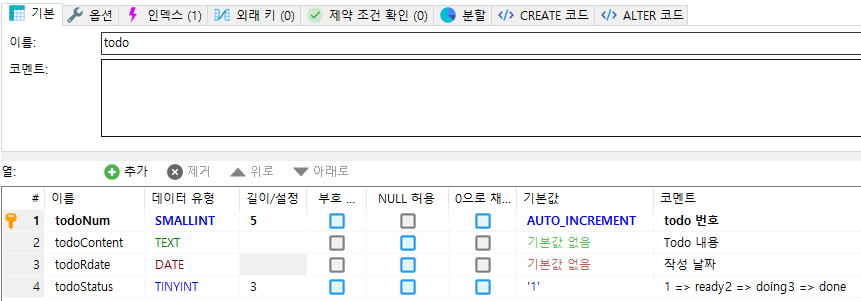 기본 옵션 인덱스 (1) 외래 키 (0) 제약 조건 확인 (0) 분할 CREATE 코드 ALTER 코드
이름: todo
코멘트:
열: 추가 제거 위로 아래로
# 이름 데이터 유형 길이/설정 부호 ... NULL 허용 0으로 채... 기본값 코멘트
1 todoNum SMALLINT 5 AUTO_INCREMENT todo 번호
2 todoContent TEXT 기본값 없음 Todo 내용
3 todoRdate DATE 기본값 없음 작성 날짜
4 todoStatus TINYINT 3 '1' 1 => ready2 => doing3 => done